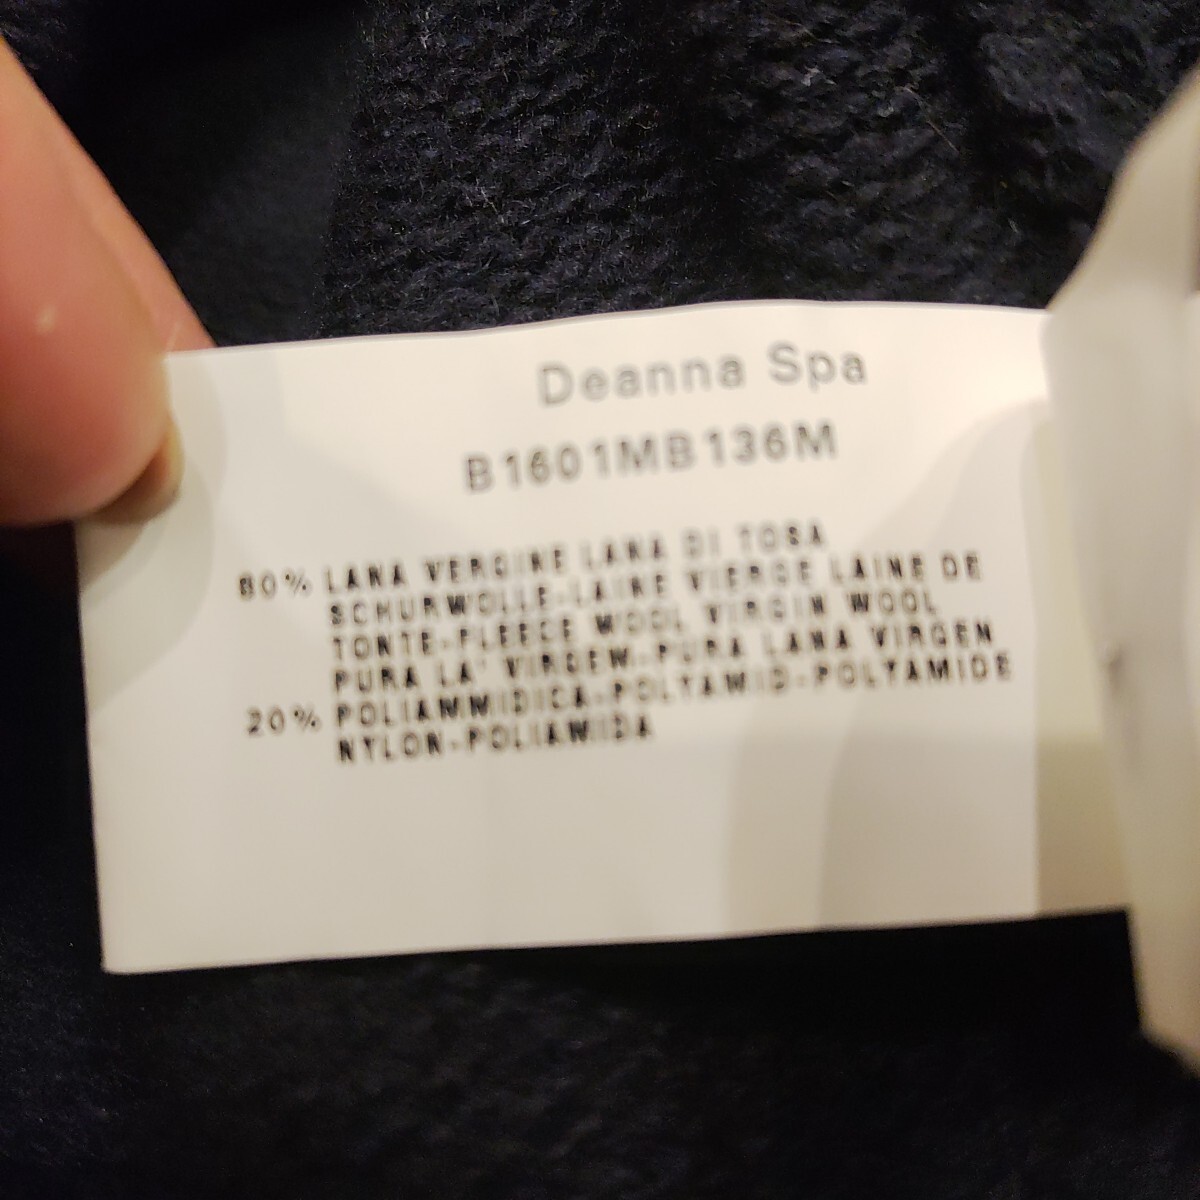 Deanna Spa
B1601MB136M
80% LANA VERGINE LANA DI TOSA
SCHURWOLLE-LAINE VIERGE LAINE DE
TONTE-FLEECE WOOL VIRGIN WOOL
PURA LA' VIRGEW-PURA LANA VIRGEN
20% POLIAMMIDICA-POLYAMID-POLYAMIDE
NYLON-POLIAMIDA